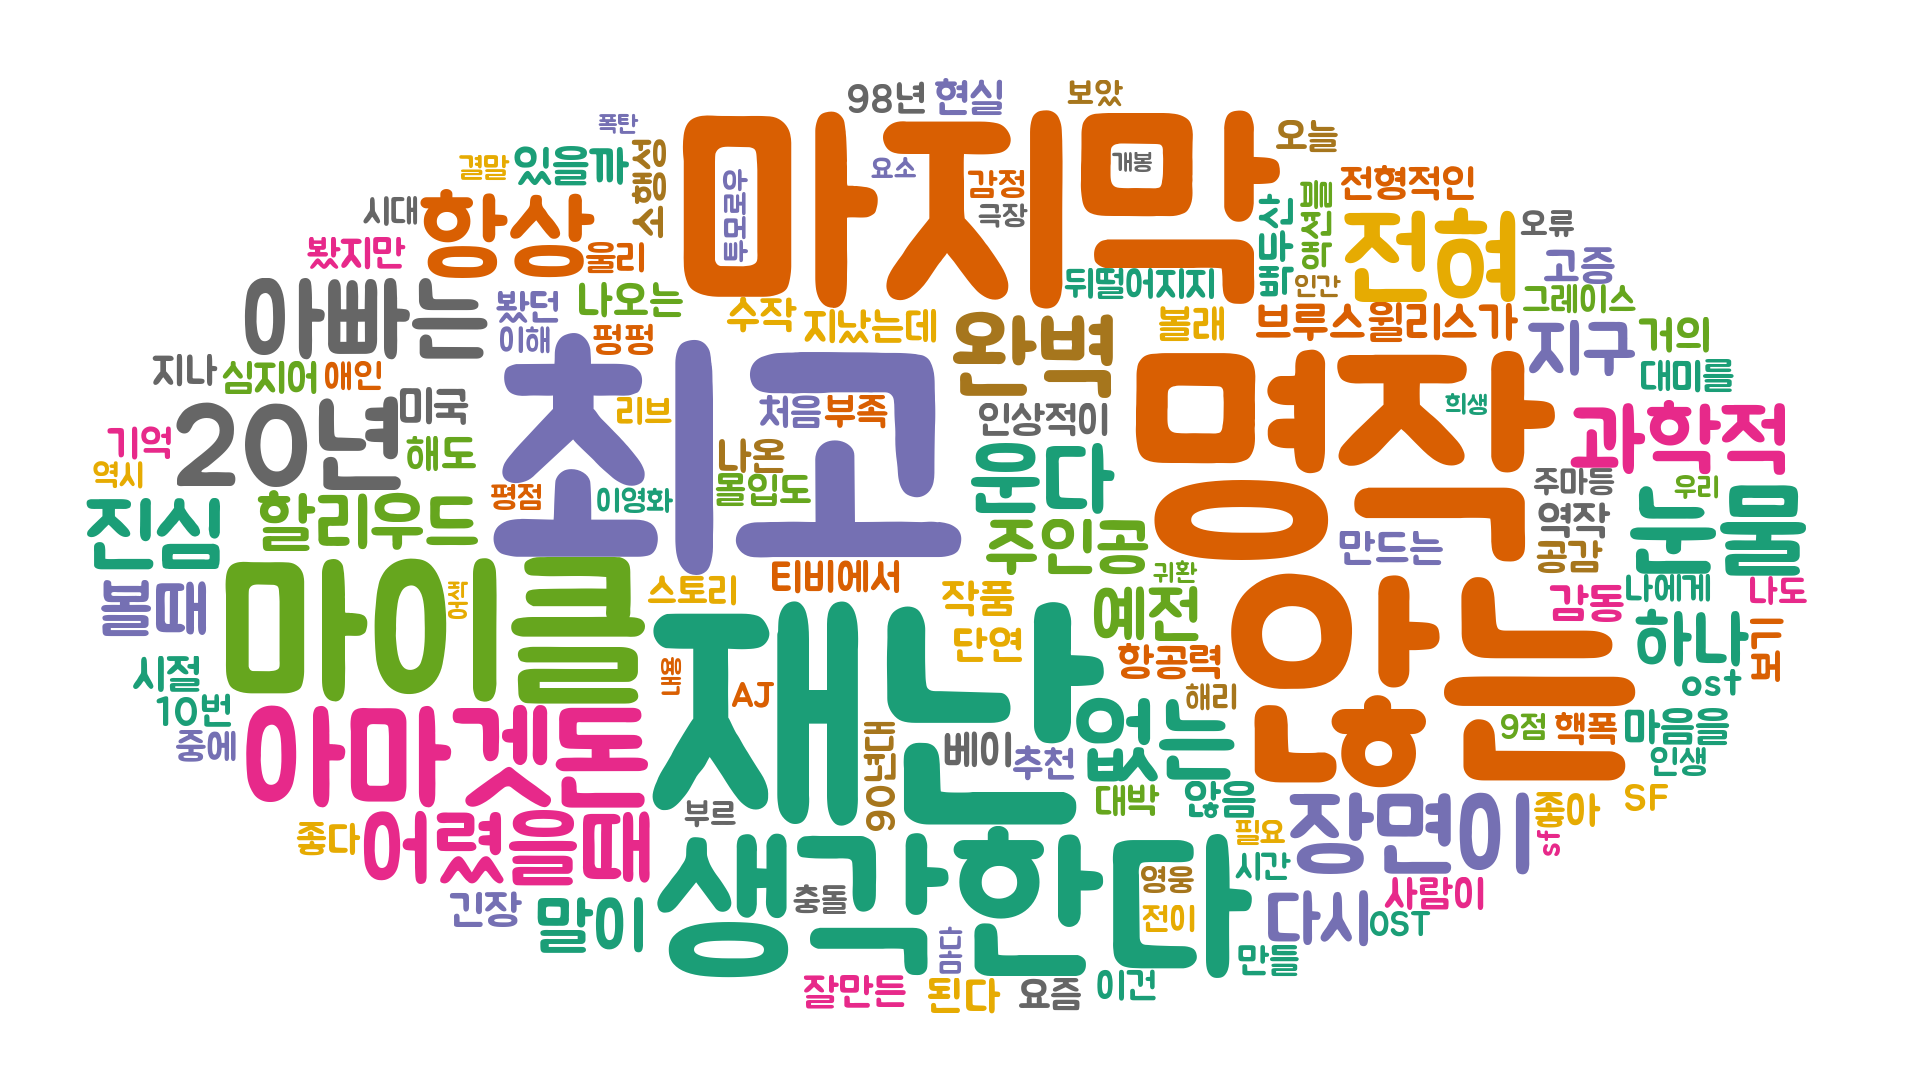 98년
현실
보았
폭탄
마지막
오늘
결말
있을까
소행성
요소
개봉
투모로우
감정
극장
전형적인
시대
항상
백두산
액션블
전혀
오류
봤지만
울리
뒤떨어지지
인간
고증
아빠는
봤던
나오는
수작
지났는데
완벽
볼래
브루스윌리스가
그레이스
이해
펑펑
지구
거의
지나
심지어
애인
최고
명작
대미를
20년
미국
리브
처음
부족
인상적이
희생
과학적
기억
해도
나온
운다
주마등
우리
역시
평점
이영화
몰입도
눈물
진심
할리우드
주인공
만드는
역작
공감
마이클
티비에서
귀환
않는
볼때
스토리
작품
예전
감동
나에게
나도
재난
단연
항공력
하나
시절
내용
AJ
해리
ost
10번
중에
아마겟돈
90년대
베이
추천
없는
9점
핵폭
마음을
인생
부르
대박
않음
장면이
좋아
SF
좋다
어렸을때
생각한다
필요
sf
시간
긴장
말이
충돌
영웅
전이
다시
사람이
OST
만들
잘만든
된다
요즘
이건